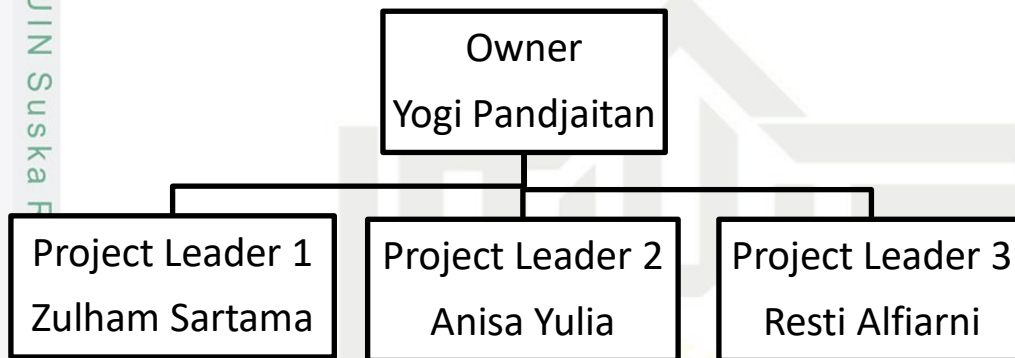 UIN Suska R
Owner
Yogi Pandjaitan
Project Leader 1
Zulham Sartama
Project Leader 2
Anisa Yulia
Project Leader 3
Resti Alfiarni